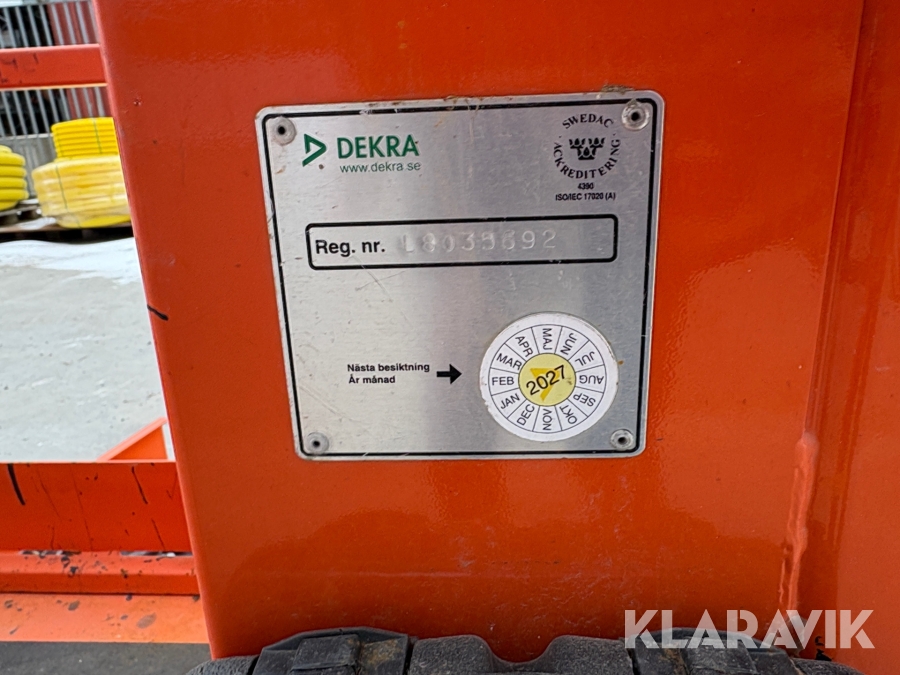 DEKRA
www.dekra.se
SWEDAC
ACKREDITERING
4390
ISO/IEC 17020 (A)
Reg. nr.
Nästa besiktning
År månad
JAN
FEB
MAR
APR
MAJ
JUN
JUL
AUG
SEP
OKT
NOV
DEC
2027
KLARAVIK